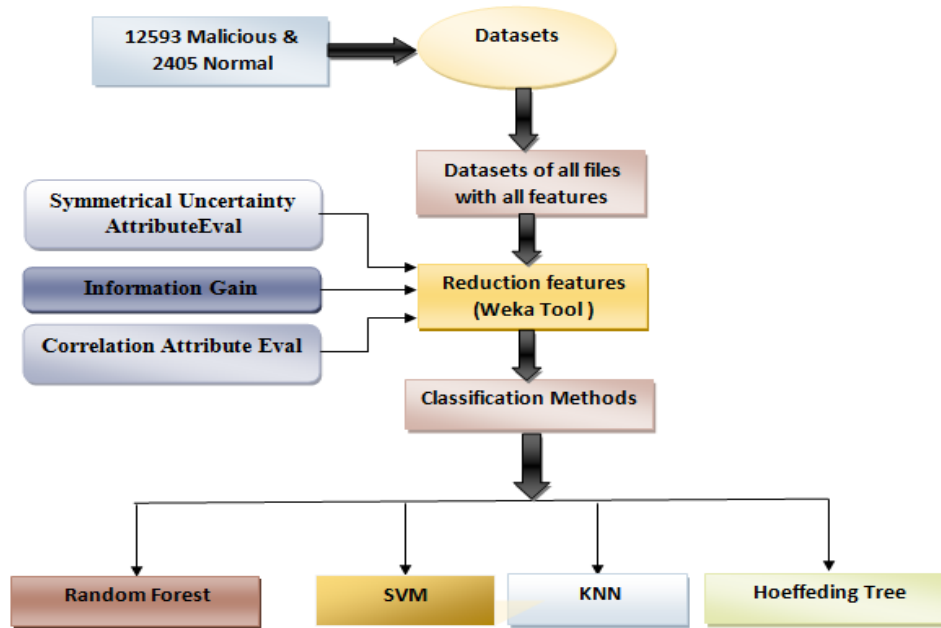 12593 Malicious &
2405 Normal
Datasets
Datasets of all files
with all features
Symmetrical Uncertainty
AttributeEval
Information Gain
Correlation Attribute Eval
Reduction features
(Weka Tool )
Classification Methods
Random Forest
SVM
KNN
Hoeffeding Tree